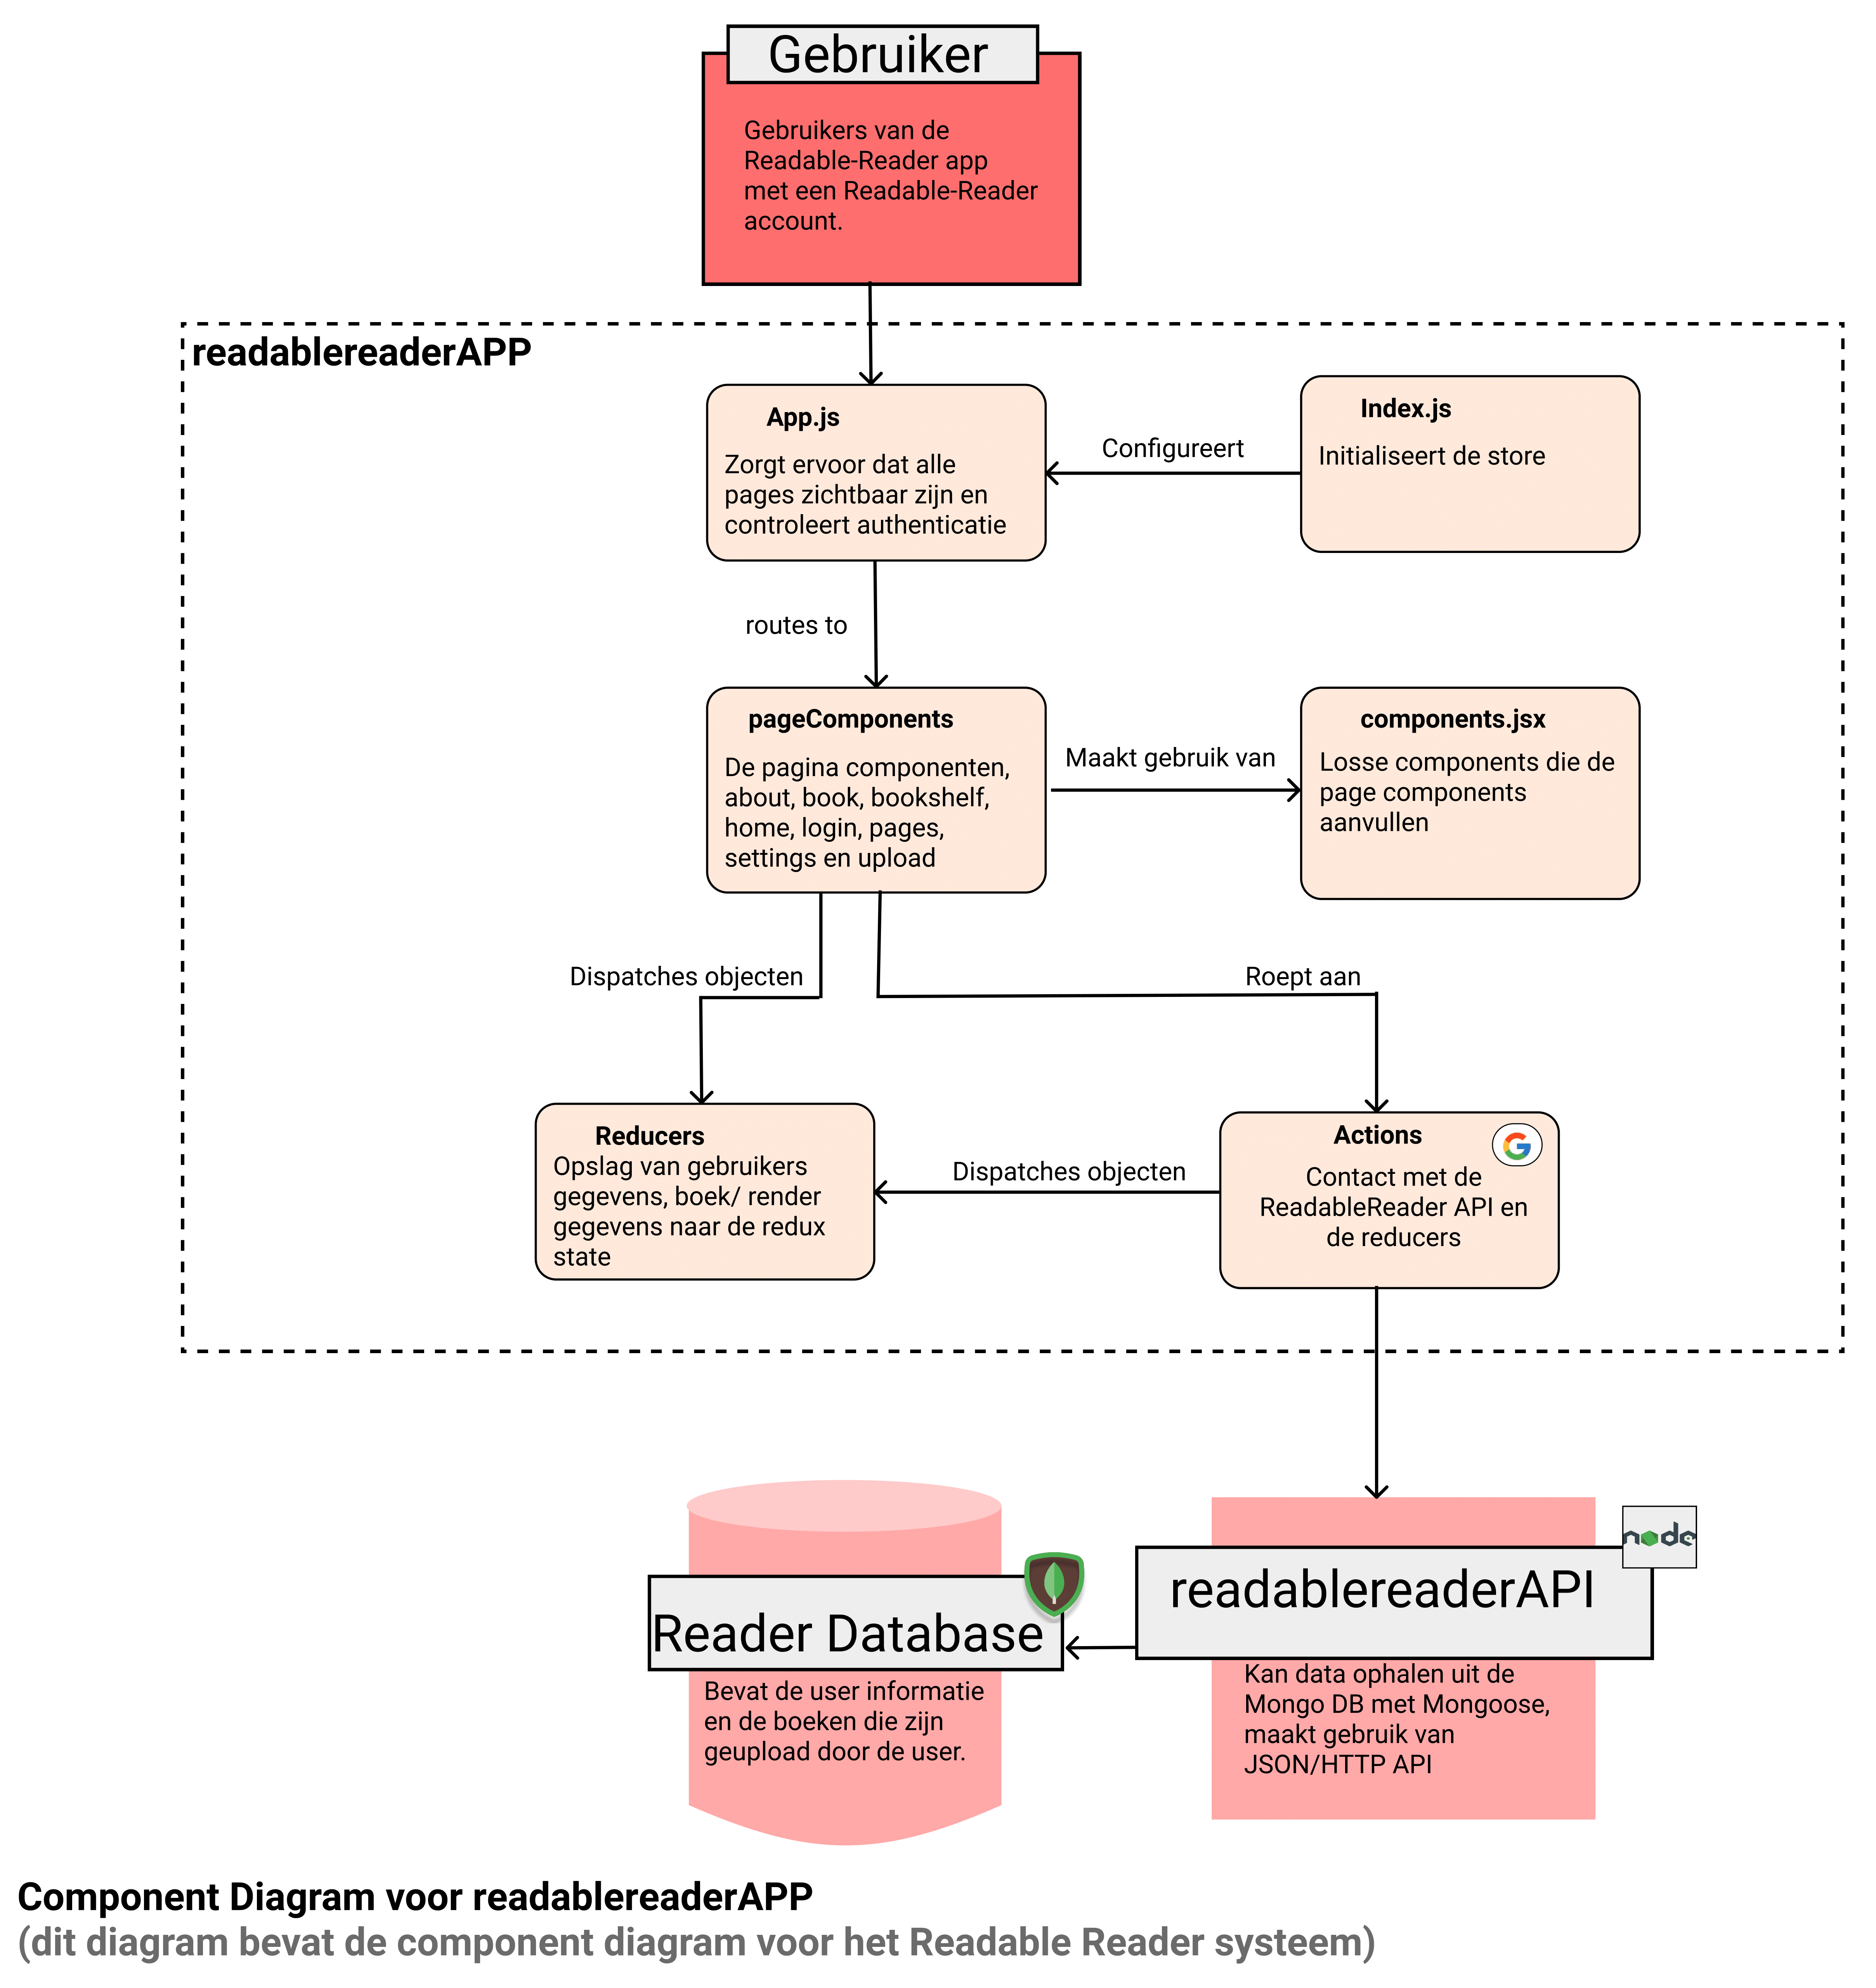 Gebruiker
Gebruikers van de
Readable-Reader app
met een Readable-Reader
account.
readablereaderAPP
App.js
Zorgt ervoor dat alle
pages zichtbaar zijn en
controleert authenticatie
Configureert
Index.js
Initialiseert de store
routes to
pageComponents
De pagina componenten,
about, book, bookshelf,
home, login, pages,
settings en upload
Maakt gebruik van
components.jsx
Losse components die de
page components
aanvullen
Dispatches objecten
Roept aan
Reducers
Opslag van gebruikers
gegevens, boek/ render
gegevens naar de redux
state
Dispatches objecten
Actions
G
Contact met de
ReadableReader API en
de reducers
Reader Database
Bevat de user informatie
en de boeken die zijn
geupload door de user.
node
readablereaderAPI
Kan data ophalen uit de
Mongo DB met Mongoose,
maakt gebruik van
JSON/HTTP API
Component Diagram voor readablereaderAPP
(dit diagram bevat de component diagram voor het Readable Reader systeem)